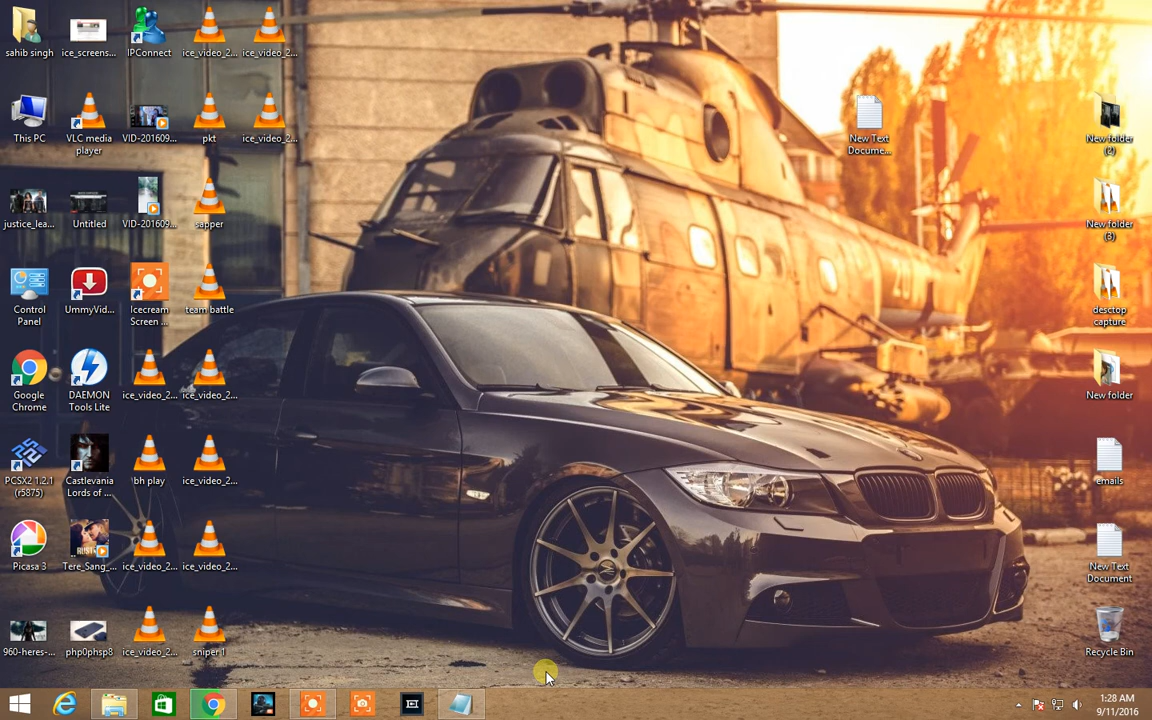 sahib singh
ice_screens...
IPConnect
ice_video_2...
ice_video_2...
This PC
VLC media
player
VID-201609...
pkt
ice_video_2...
New Text
Docume...
New folder
(2)
justice_lea...
Untitled
VID-201609...
sapper
New folder
(3)
Control
Panel
UmmyVid...
Icecream
Screen ...
team battle
desctop
capture
Google
Chrome
DAEMON
Tools Lite
ice_video_2...
ice_video_2...
New folder
PCSX2 1.2.1
(r5875)
Castlevania
Lords of ...
bh play
ice_video_2...
emails
Picasa 3
Tere_Sang_...
ice_video_2...
ice_video_2...
New Text
Document
960-heres-...
php0phsp8
ice_video_2...
sniper 1
Recycle Bin
1:28 AM
9/11/2016